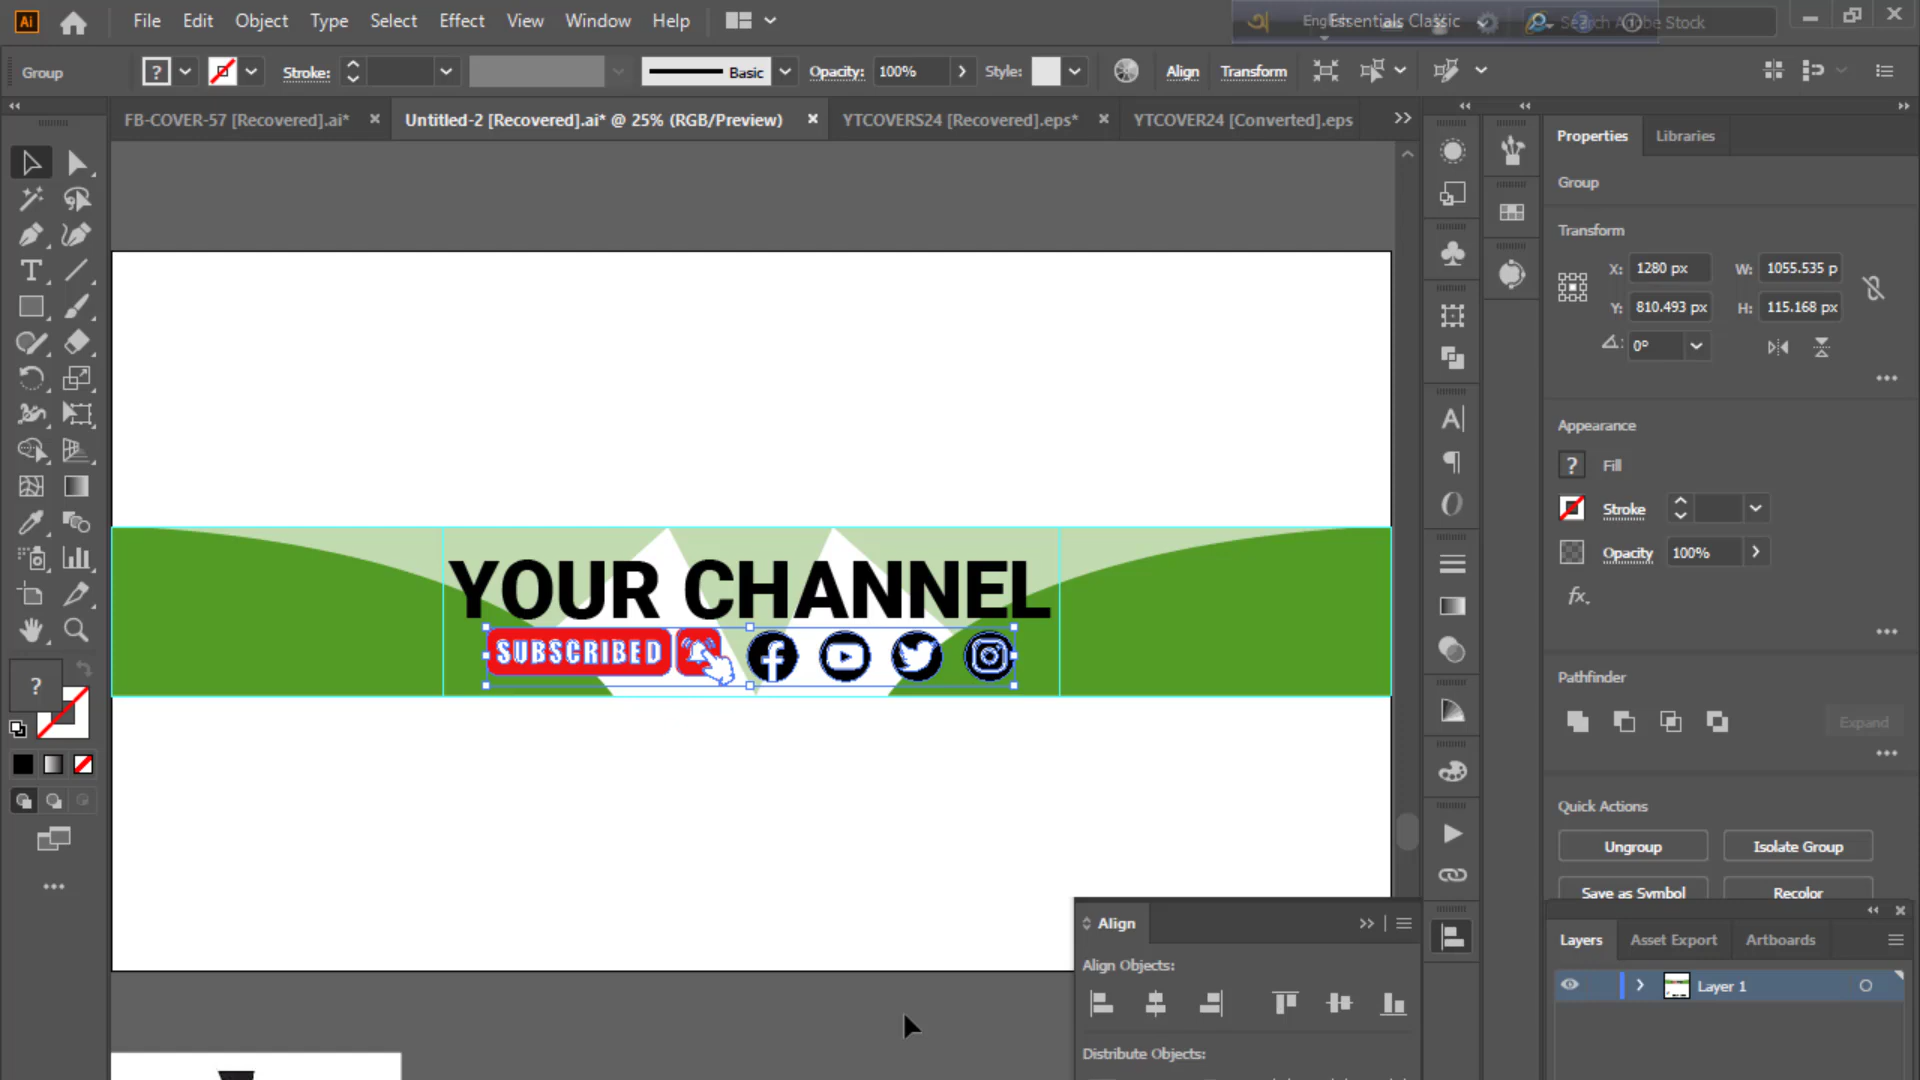 Ai File Edit Object Type Select Effect View Window Help
English Essentials Classic Search Adobe Stock
Group ? Stroke: Basic Opacity: 100% Style: Align Transform
FB-COVER-57 [Recovered].ai* Untitled-2 [Recovered].ai* @ 25% (RGB/Preview) YTCOVERS24 [Recovered].eps* YTCOVER24 [Converted].eps
Properties Libraries
Group
Transform
X: 1280 px W: 1055.535 p
Y: 810.493 px H: 115.168 px
0°
Appearance
? Fill
Stroke
Opacity 100%
fx.
Pathfinder
Expand
Quick Actions
Ungroup Isolate Group
Save as Symbol Recolor
Layers Asset Export Artboards
Layer 1
YOUR CHANNEL
SUBSCRIBED
Align
Align Objects:
Distribute Objects: